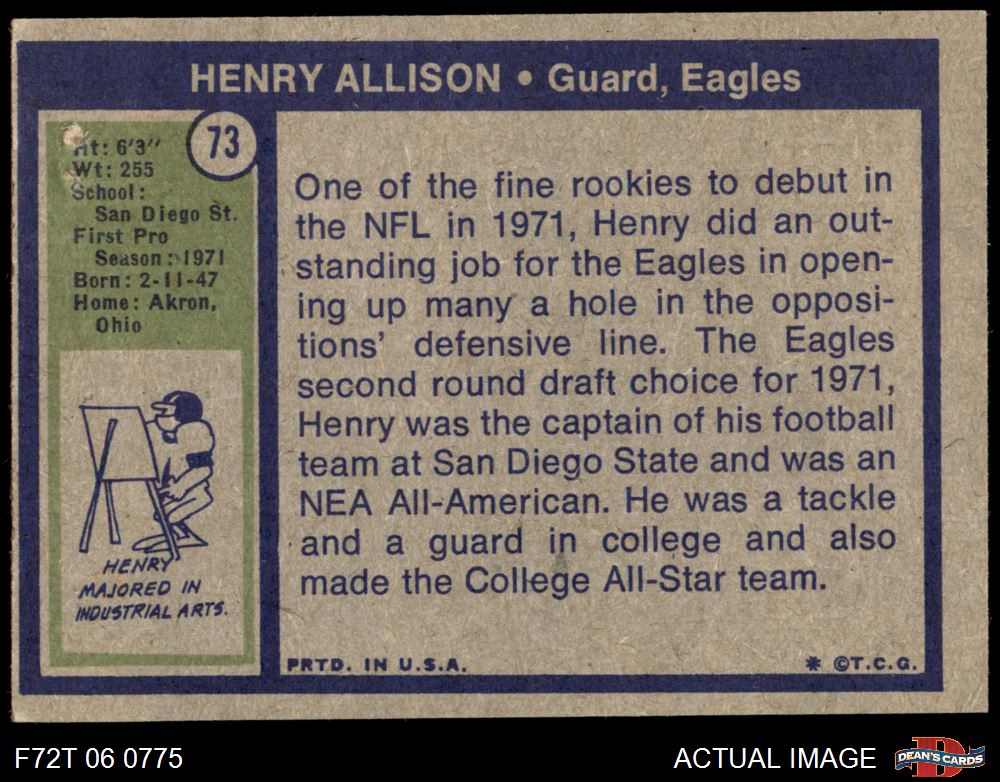 HENRY ALLISON • Guard, Eagles
73
Ht: 6'3"
Wt: 255
School:
San Diego St.
First Pro
Season: 1971
Born: 2-11-47
Home: Akron,
Ohio
HENRY
MAJORED IN
INDUSTRIAL ARTS.
One of the fine rookies to debut in
the NFL in 1971, Henry did an out-
standing job for the Eagles in open-
ing up many a hole in the opposi-
tions' defensive line. The Eagles
second round draft choice for 1971,
Henry was the captain of his football
team at San Diego State and was an
NEA All-American. He was a tackle
and a guard in college and also
made the College All-Star team.
PRTD. IN U.S.A.
* ©T.C.G.
F72T 06 0775
ACTUAL IMAGE
D
DEAN'S CARDS